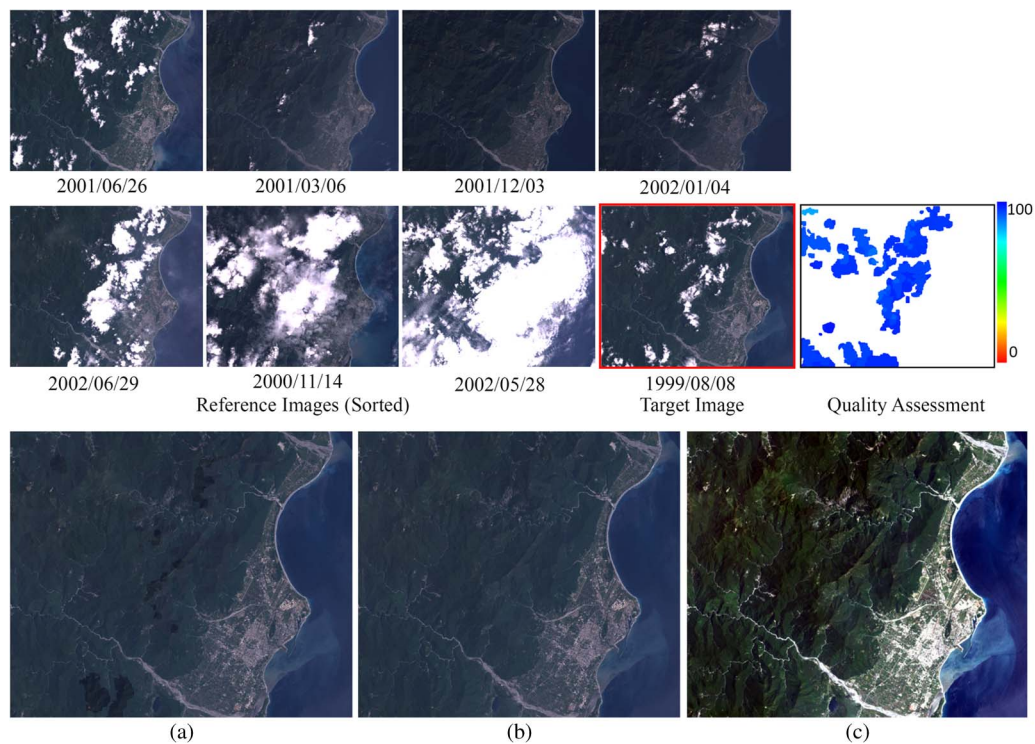 2001/06/26 2001/03/06 2001/12/03 2002/01/04
100
0
2002/06/29 2000/11/14 2002/05/28 1999/08/08
Reference Images (Sorted) Target Image Quality Assessment
(a) (b) (c)